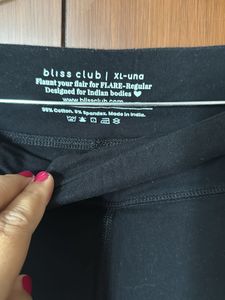 bliss club | XL-una
Flaunt your flair for FLARE-Regular
Designed for Indian bodies ♥
www.blissclub.com
95% Cotton. 5% Spandex. Made in India.